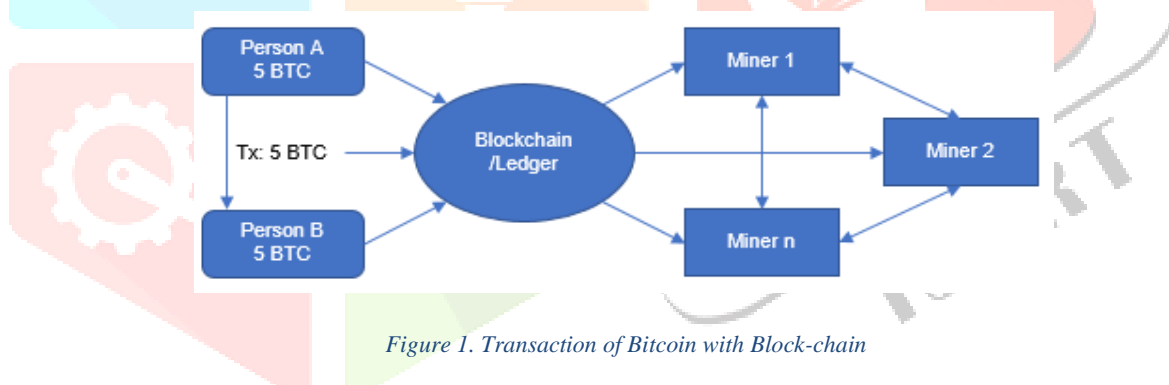 Person A
5 BTC
Tx: 5 BTC
Person B
5 BTC
Blockchain
/Ledger
Miner 1
Miner 2
Miner n
Figure 1. Transaction of Bitcoin with Block-chain